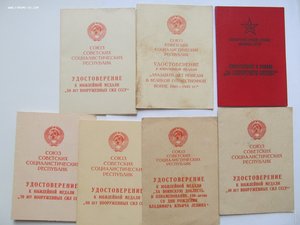 СОЮЗ
СОВЕТСКИХ
СОЦИАЛИСТИЧЕСКИХ
РЕСПУБЛИК
УДОСТОВЕРЕНИЕ
К ЮБИЛЕЙНОЙ МЕДАЛИ
"50 ЛЕТ ВООРУЖЕННЫХ СИЛ СССР"
СОЮЗ
СОВЕТСКИХ
СОЦИАЛИСТИЧЕСКИХ
РЕСПУБЛИК
УДОСТОВЕРЕНИЕ
К ЮБИЛЕЙНОЙ МЕДАЛИ
"ДВАДЦАТЬ ЛЕТ ПОБЕДЫ
В ВЕЛИКОЙ ОТЕЧЕСТВЕННОЙ
ВОЙНЕ 1941—1945 гг."
СОЮЗ
СОВЕТСКИХ
СОЦИАЛИСТИЧЕСКИХ
РЕСПУБЛИК
УДОСТОВЕРЕНИЕ
К ЮБИЛЕЙНОЙ МЕДАЛИ
"50 ЛЕТ ВООРУЖЕННЫХ СИЛ СССР"
СОЮЗ
СОВЕТСКИХ
СОЦИАЛИСТИЧЕСКИХ
РЕСПУБЛИК
УДОСТОВЕРЕНИЕ
К ЮБИЛЕЙНОЙ МЕДАЛИ
"50 ЛЕТ ВООРУЖЕННЫХ СИЛ СССР"
СОЮЗ
СОВЕТСКИХ
СОЦИАЛИСТИЧЕСКИХ
РЕСПУБЛИК
УДОСТОВЕРЕНИЕ
К ЮБИЛЕЙНОЙ МЕДАЛИ
"ЗА ВОИНСКУЮ ДОБЛЕСТЬ.
В ОЗНАМЕНОВАНИЕ 100-ЛЕТИЯ
СО ДНЯ РОЖДЕНИЯ
ВЛАДИМИРА ИЛЬИЧА ЛЕНИНА"
СОЮЗ
СОВЕТСКИХ
СОЦИАЛИСТИЧЕСКИХ
РЕСПУБЛИК
УДОСТОВЕРЕНИЕ
К ЮБИЛЕЙНОЙ МЕДАЛИ
"50 ЛЕТ ВООРУЖЕННЫХ СИЛ СССР"